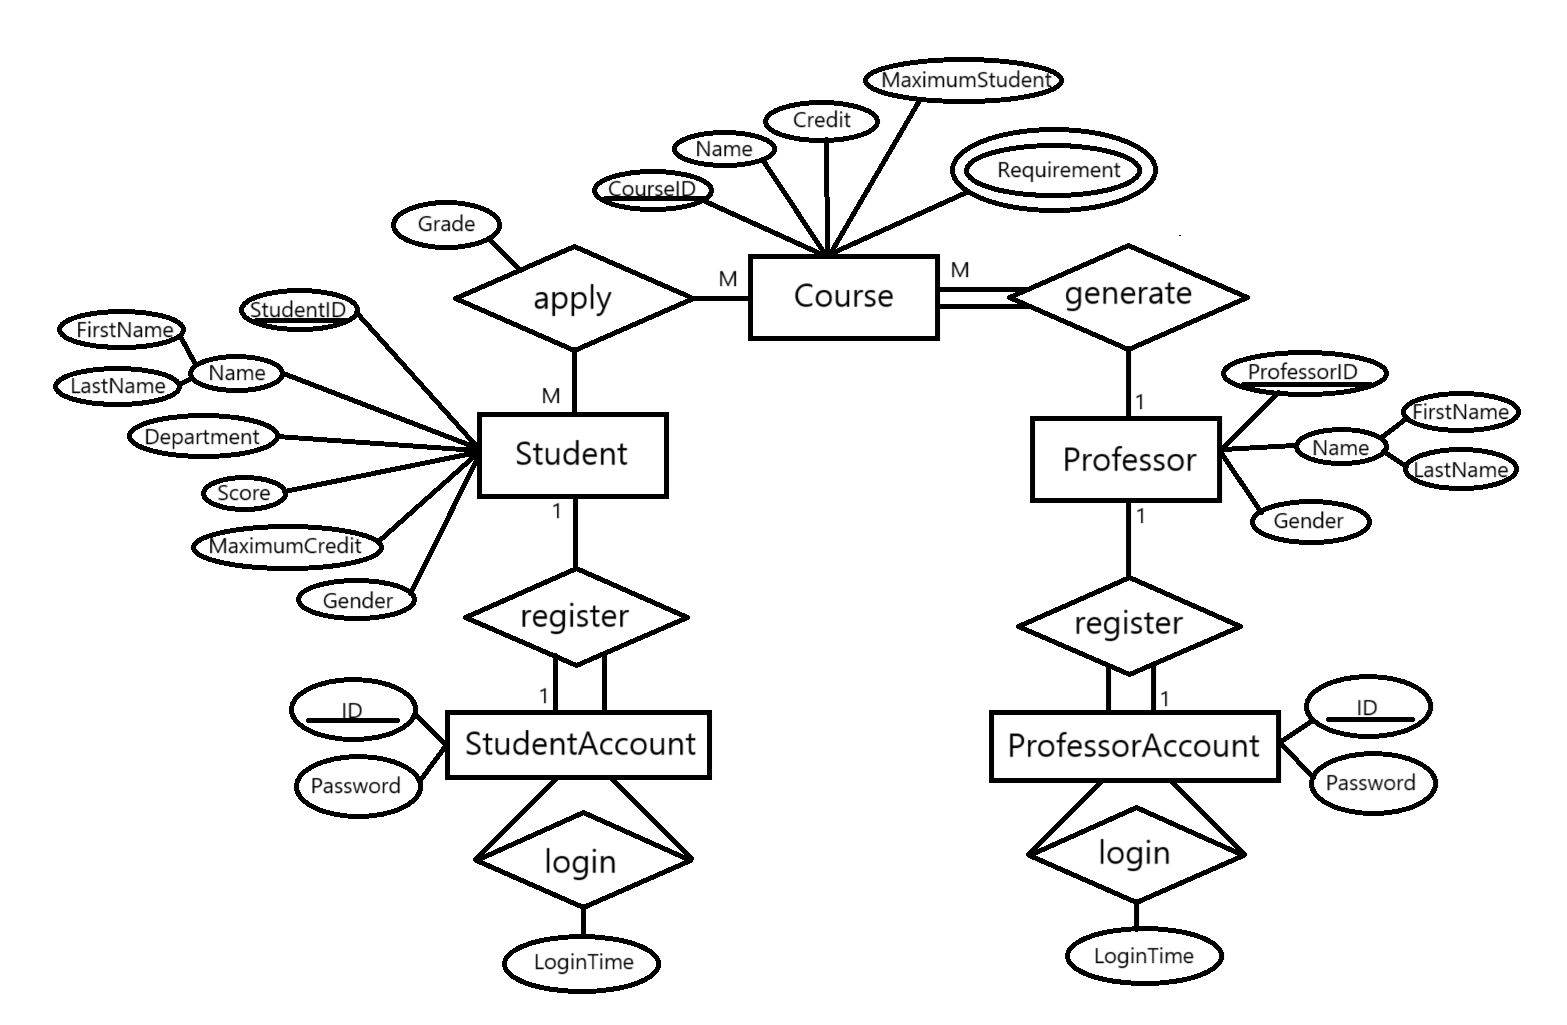 MaximumStudent
Credit
Name
Requirement
CourseID
Grade
M
M
apply
Course
generate
StudentID
FirstName
Name
LastName
Department
Score
MaximumCredit
Gender
M
Student
1
1
ProfessorID
FirstName
Name
LastName
Gender
Professor
1
register
register
1
1
ID
Password
StudentAccount
ProfessorAccount
ID
Password
login
login
LoginTime
LoginTime